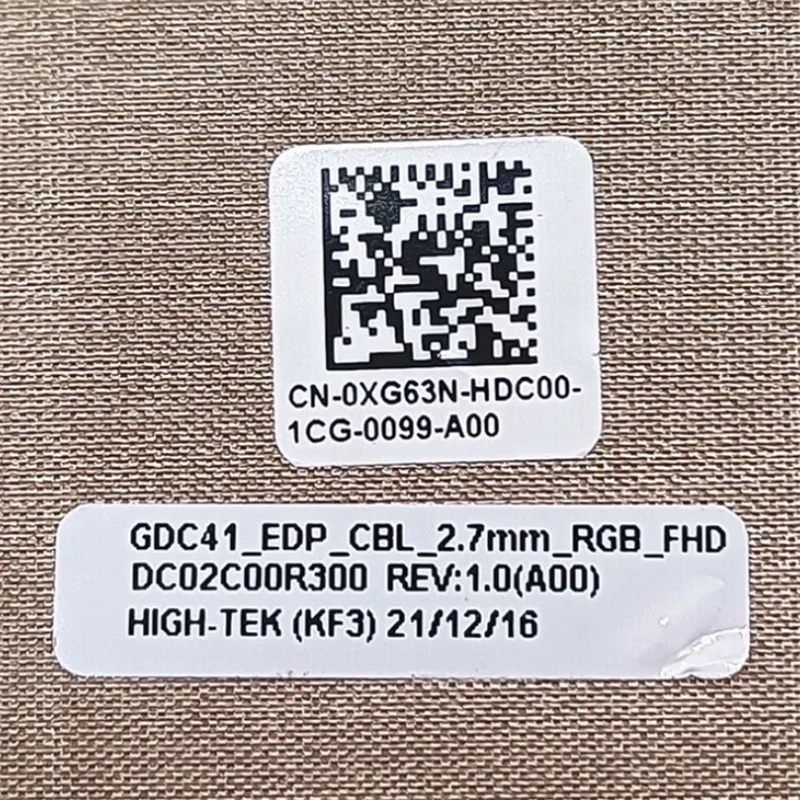 CN-0XG63N-HDC00-
1CG-0099-A00
GDC41_EDP_CBL_2.7mm_RGB_FHD
DC02C00R300 REV:1.0(A00)
HIGH-TEK (KF3) 21/12/16